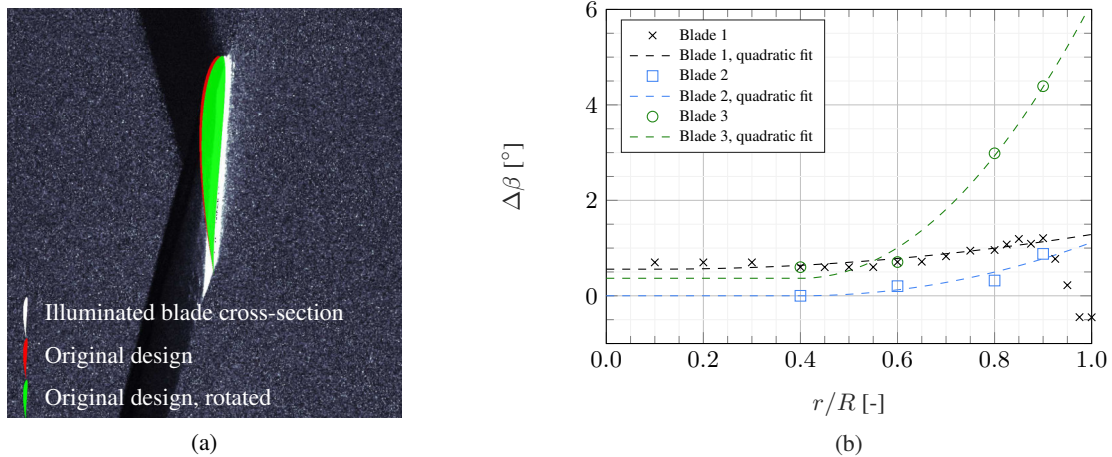 Illuminated blade cross-section
Original design
Original design, rotated
(a)
6
4
2
0
Δβ [°]
Blade 1
Blade 1, quadratic fit
Blade 2
Blade 2, quadratic fit
Blade 3
Blade 3, quadratic fit
0.0 0.2 0.4 0.6 0.8 1.0
r/R [-]
(b)